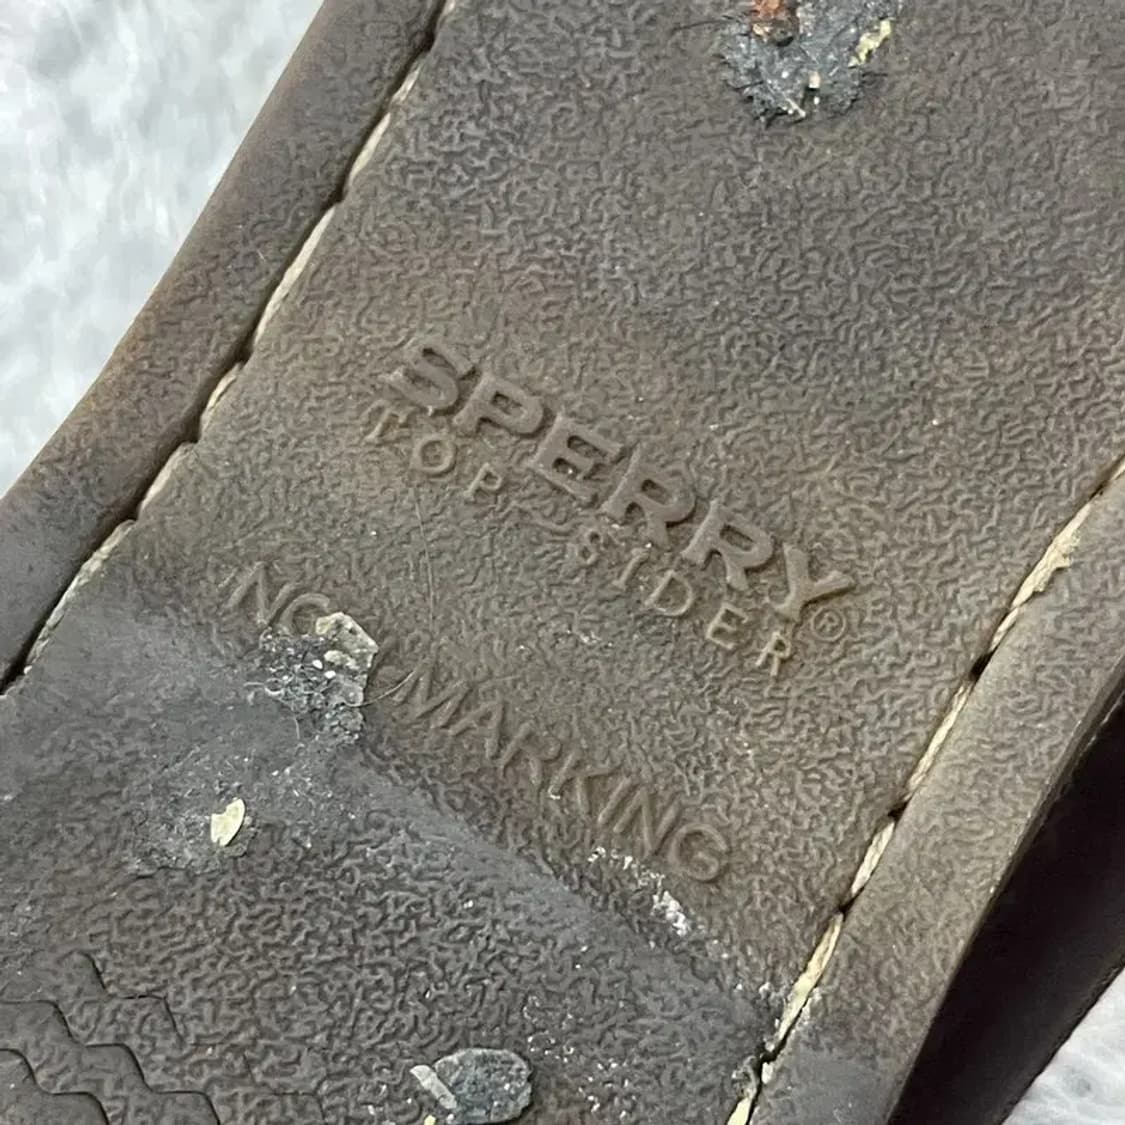 SPERRY®
TOP-SIDER
NON MARKING